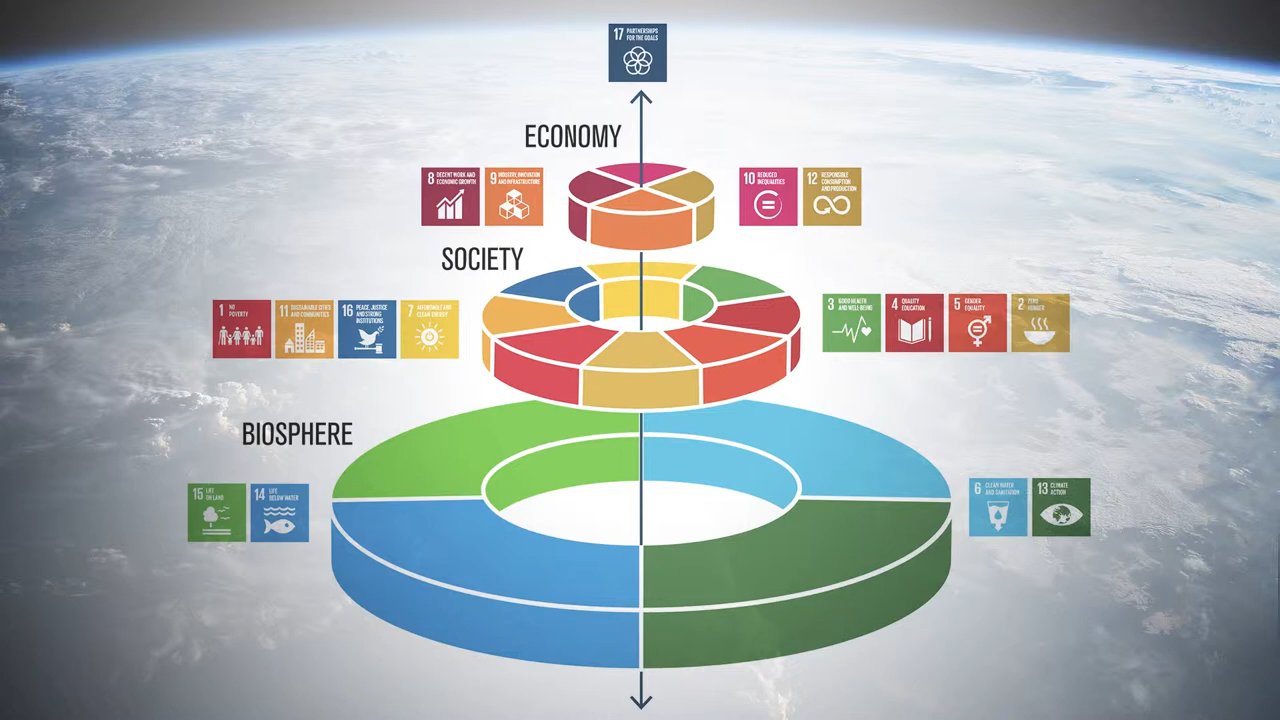 17 PARTNERSHIPS
FOR THE GOALS
ECONOMY
8 DECENT WORK AND
ECONOMIC GROWTH
9 INDUSTRY, INNOVATION
AND INFRASTRUCTURE
10 REDUCED
INEQUALITIES
12 RESPONSIBLE
CONSUMPTION
AND PRODUCTION
SOCIETY
1 NO
POVERTY
11 SUSTAINABLE CITIES
AND COMMUNITIES
16 PEACE, JUSTICE
AND STRONG
INSTITUTIONS
7 AFFORDABLE AND
CLEAN ENERGY
3 GOOD HEALTH
AND WELL-BEING
4 QUALITY
EDUCATION
5 GENDER
EQUALITY
2 ZERO
HUNGER
BIOSPHERE
15 LIFE
ON LAND
14 LIFE
BELOW WATER
6 CLEAN WATER
AND SANITATION
13 CLIMATE
ACTION